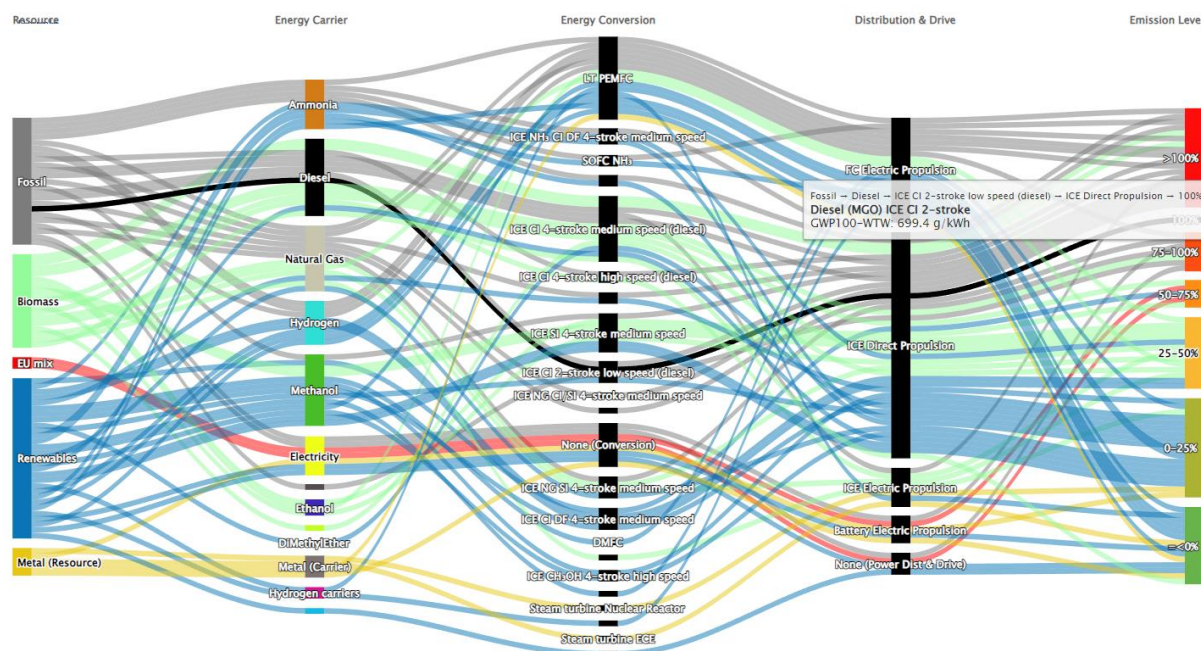 Resource
Energy Carrier
Energy Conversion
Distribution & Drive
Emission Leve
Fossil
Biomass
EU mix
Renewables
Metal (Resource)
Ammonia
Diesel
Natural Gas
Hydrogen
Methanol
Electricity
Ethanol
DiMethylEther
Metal (Carrier)
Hydrogen carriers
LT PEMFC
ICE NH₃ CI DF 4-stroke medium speed
SOFC NH₃
ICE CI 4-stroke medium speed (diesel)
ICE CI 4-stroke high speed (diesel)
ICE SI 4-stroke medium speed
ICE CI 2-stroke low speed (diesel)
ICE NG CI/SI 4-stroke medium speed
None (Conversion)
ICE NG SI 4-stroke medium speed
ICE CI DF 4-stroke medium speed
DMFC
ICE CH₃OH 4-stroke high speed
Steam turbine Nuclear Reactor
Steam turbine ECE
FC Electric Propulsion
Fossil → Diesel → ICE CI 2-stroke low speed (diesel) → ICE Direct Propulsion → 100%
Diesel (MGO) ICE CI 2-stroke
GWP100-WTW: 699.4 g/kWh
ICE Direct Propulsion
ICE Electric Propulsion
Battery Electric Propulsion
None (Power Dist & Drive)
>100%
100%
75-100%
50-75%
25-50%
0-25%
=<0%